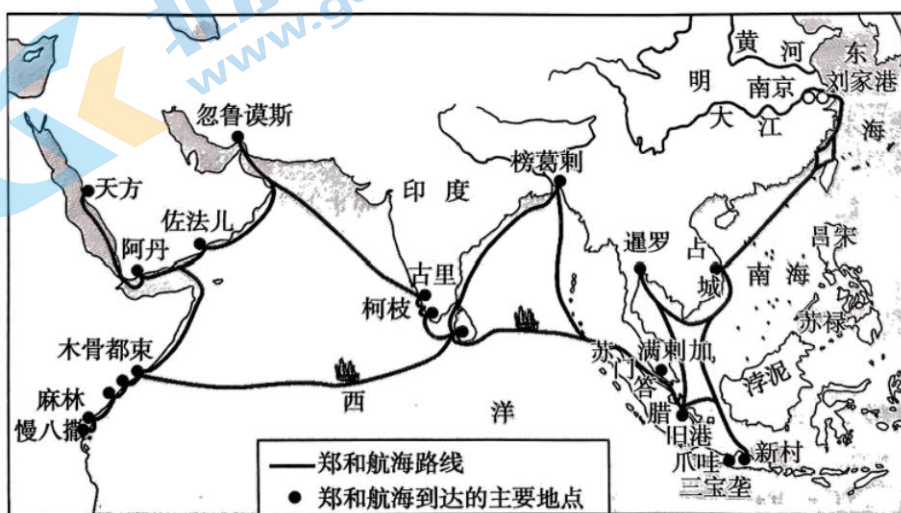 www.g
黄河
东
明
南京
刘家港
大江
海
忽鲁谟斯
榜葛剌
印度
天方
佐法儿
阿丹
暹罗
占城
南海
吕宋
古里
柯枝
苏禄
木骨都束
苏门答腊
满剌加
浡泥
麻林
慢八撒
西洋
旧港
爪哇
新村
三宝垄
郑和航海路线
郑和航海到达的主要地点